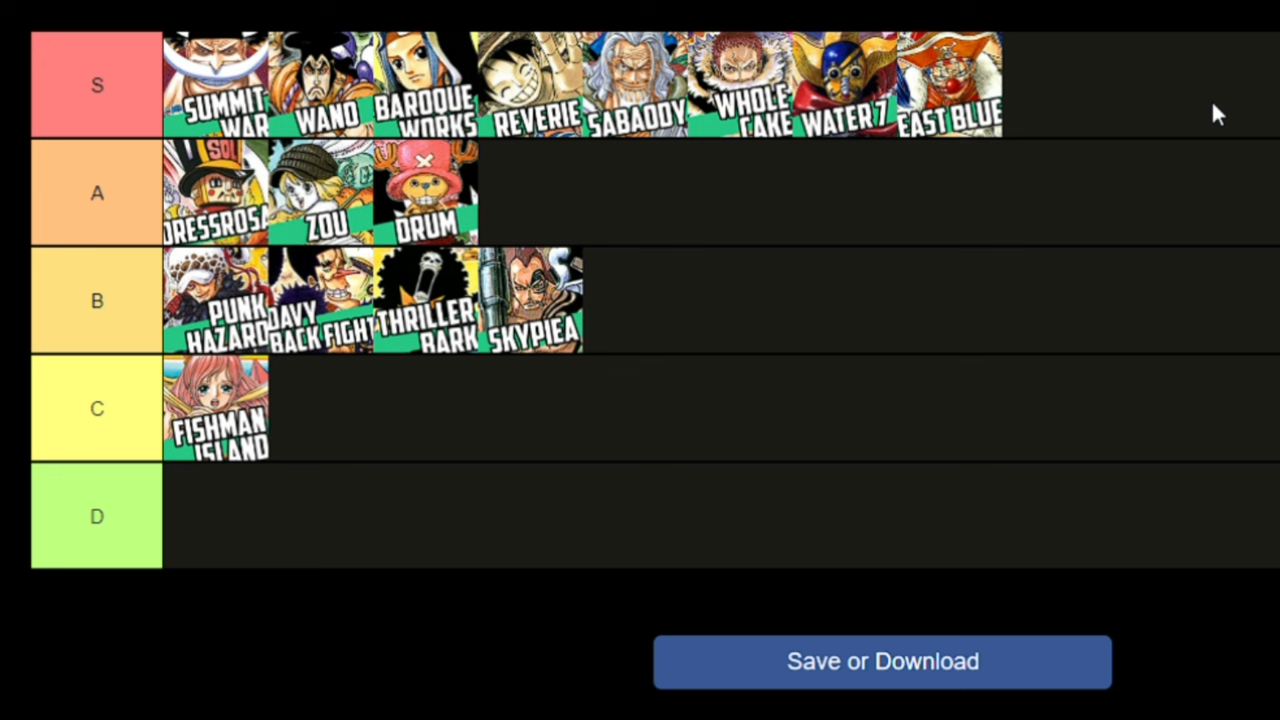 S
SUMMIT
WAR
WANO
BAROQUE
WORKS
REVERIE
SABAODY
WHOLE
CAKE
WATER 7
EAST BLUE
A
SOL
DRESSROSA
ZOU
DRUM
B
PUNK
HAZARD
DAVY
BACK FIGHT
THRILLER
BARK
SKYPIEA
C
FISHMAN
ISLAND
D
Save or Download